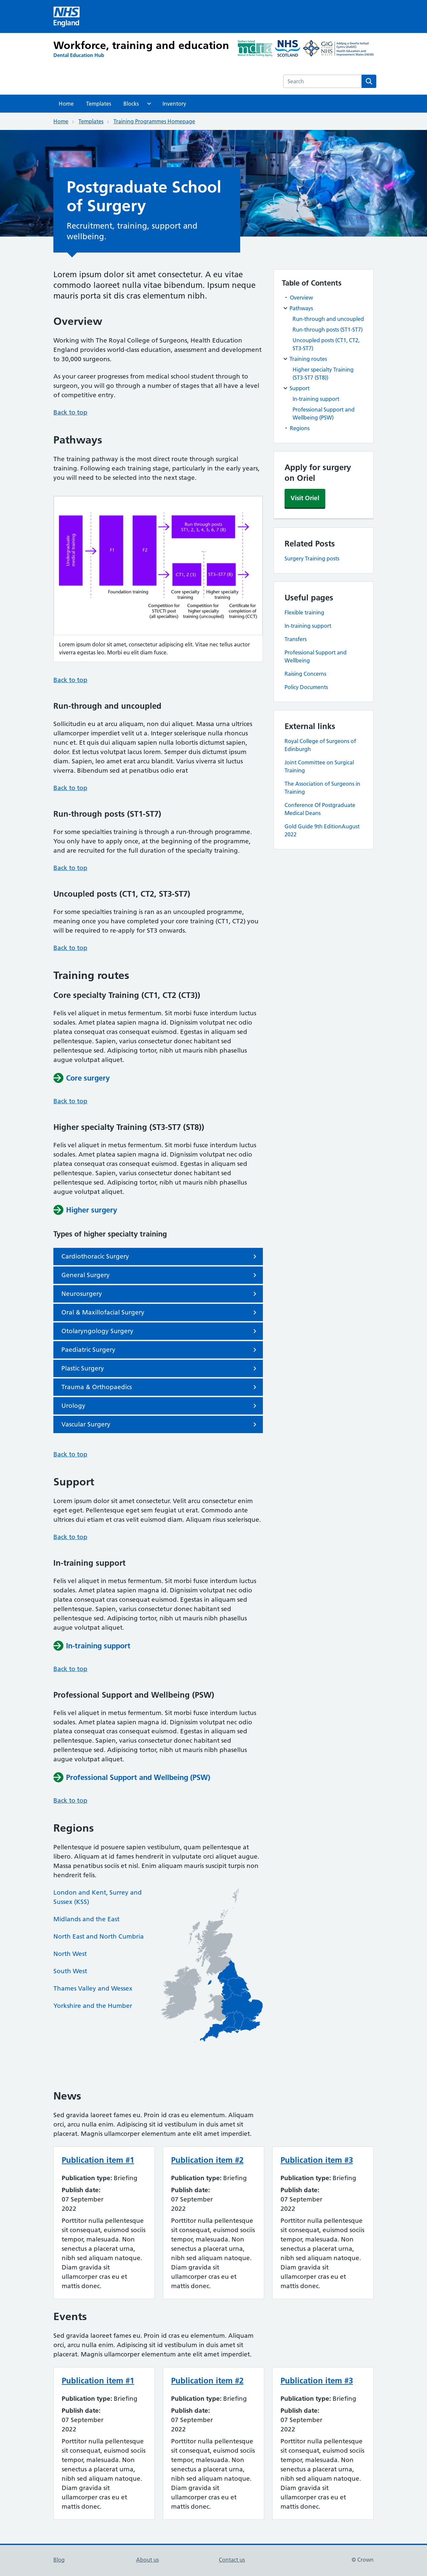 NHS
England
Workforce, training and education
Dental Education Hub
mdrs
NHS
SCOTLAND
GIG
NHS
Search
Home
Templates
Blocks
Inventory
Home
Templates
Training Programmes Homepage
Postgraduate School
of Surgery
Recruitment, training, support and
wellbeing.
Lorem ipsum dolor sit amet consectetur. A eu vitae
commodo laoreet vitae bibendum. Ipsum neque
mauris porta sit dis cras elementum nibh.
Overview
Working with The Royal College of Surgeons, Health Education
England provides world-class education, assessment and development
to 30,000 surgeons.
As your career progresses from medical school student through to
surgeon, you will go through a number of stages that all have a level
of competitive entry.
Back to top
Pathways
The training pathway is the most direct route through surgical
training. Following each training stage, particularly in the early years,
you will need to be selected into the next stage.
Undergraduate
medical training
F1
F2
Run through posts
ST1, 2, 3, 4, 5, 6, 7 (8)
CT1, 2 (3)
ST3–ST7 (8)
Foundation training
Core training
Higher specialty
training
Competition for
ST/CT1 post
(all specialties)
Competition for
higher specialty
training (uncoupled)
Certificate for
completion of
training (CCT)
Lorem ipsum dolor sit amet, consectetur adipiscing elit. Vitae nec tellus auctor
viverra egestas leo. Morbi eu elit diam fusce.
Back to top
Run-through and uncoupled
Sollicitudin eu at arcu aliquam, non dui aliquet. Massa urna ultrices
ullamcorper imperdiet velit ut a. Integer scelerisque nulla rhoncus
nunc et. Et quis dui amet bibendum nulla lobortis dictumst sapien,
dolor. Et lectus volutpat lacus lorem. Semper diam duis dictumst ipsum
diam. Sapien, leo amet enim erat arcu blandit. Varius volutpat quis
viverra. Bibendum sed at donec dolor erat
Back to top
Run-through posts (ST1-ST7)
For some specialties training is through a run-through programme.
You only have to apply once, at the beginning of the programme,
and are recruited for the full duration of the specialty training.
Back to top
Uncoupled posts (CT1, CT2, ST3-ST7)
For some specialties training is ran as an uncoupled programme,
meaning once you have completed your core training (CT1, CT2) you
will be required to re-apply for ST3 onwards.
Back to top
Training routes
Core specialty Training (CT1, CT2 (CT3))
Felis vel aliquet in metus fermentum. Sit morbi fusce interdum luctus
sodales. Amet platea sapien magna id. Dignissim volutpat nec odio
platea consequat cras consequat euismod. Egestas in aliquam sed
pellentesque. Sapien, varius consectetur donec habitant sed
pellentesque sed. Adipiscing tortor, nibh ut mauris nibh phasellus
augue volutpat aliquet.
Core surgery
Back to top
Higher specialty Training (ST3-ST7 (ST8))
Felis vel aliquet in metus fermentum. Sit morbi fusce interdum luctus
sodales. Amet platea sapien magna id. Dignissim volutpat nec odio
platea consequat cras consequat euismod. Egestas in aliquam sed
pellentesque. Sapien, varius consectetur donec habitant sed
pellentesque sed. Adipiscing tortor, nibh ut mauris nibh phasellus
augue volutpat aliquet.
Higher surgery
Types of higher specialty training
Cardiothoracic Surgery
General Surgery
Neurosurgery
Oral & Maxillofacial Surgery
Otolaryngology Surgery
Paediatric Surgery
Plastic Surgery
Trauma & Orthopaedics
Urology
Vascular Surgery
Back to top
Support
Lorem ipsum dolor sit amet consectetur. Velit arcu consectetur enim
eget. Pellentesque eget sem feugiat ut erat. Commodo ante
ultrices dui etiam et cras velit euismod diam. Aliquam risus scelerisque.
Back to top
In-training support
Felis vel aliquet in metus fermentum. Sit morbi fusce interdum luctus
sodales. Amet platea sapien magna id. Dignissim volutpat nec odio
platea consequat cras consequat euismod. Egestas in aliquam sed
pellentesque. Sapien, varius consectetur donec habitant sed
pellentesque sed. Adipiscing tortor, nibh ut mauris nibh phasellus
augue volutpat aliquet.
In-training support
Back to top
Professional Support and Wellbeing (PSW)
Felis vel aliquet in metus fermentum. Sit morbi fusce interdum luctus
sodales. Amet platea sapien magna id. Dignissim volutpat nec odio
platea consequat cras consequat euismod. Egestas in aliquam sed
pellentesque. Sapien, varius consectetur donec habitant sed
pellentesque sed. Adipiscing tortor, nibh ut mauris nibh phasellus
augue volutpat aliquet.
Professional Support and Wellbeing (PSW)
Back to top
Regions
Pellentesque id posuere sapien vestibulum, quam pellentesque at
libero. Aliquam at id fames hendrerit in vulputate orci aliquet augue.
Massa penatibus sociis et nisl. Enim aliquam mauris suscipit turpis non
hendrerit felis.
London and Kent, Surrey and
Sussex (KSS)
Midlands and the East
North East and North Cumbria
North West
South West
Thames Valley and Wessex
Yorkshire and the Humber
Table of Contents
Overview
Pathways
Run-through and uncoupled
Run-through posts (ST1-ST7)
Uncoupled posts (CT1, CT2,
ST3-ST7)
Training routes
Higher specialty Training
(ST3-ST7 (ST8))
Support
In-training support
Professional Support and
Wellbeing (PSW)
Regions
Apply for surgery
on Oriel
Visit Oriel
Related Posts
Surgery Training posts
Useful pages
Flexible training
In-training support
Transfers
Professional Support and
Wellbeing
Raising Concerns
Policy Documents
External links
Royal College of Surgeons of
Edinburgh
Joint Committee on Surgical
Training
The Association of Surgeons in
Training
Conference Of Postgraduate
Medical Deans
Gold Guide 9th EditionAugust
2022
News
Sed gravida laoreet fames eu. Proin id cras eu elementum. Aliquam
orci, arcu nulla enim. Adipiscing sit id vestibulum in duis amet sit
placerat. Magnis ullamcorper elementum ante elit amet imperdiet.
Publication item #1
Publication type: Briefing
Publish date:
07 September
2022
Porttitor nulla pellentesque
sit consequat, euismod sociis
tempor, malesuada. Non
senectus a placerat urna,
nibh sed aliquam natoque.
Diam gravida sit
ullamcorper cras eu et
mattis donec.
Publication item #2
Publication type: Briefing
Publish date:
07 September
2022
Porttitor nulla pellentesque
sit consequat, euismod sociis
tempor, malesuada. Non
senectus a placerat urna,
nibh sed aliquam natoque.
Diam gravida sit
ullamcorper cras eu et
mattis donec.
Publication item #3
Publication type: Briefing
Publish date:
07 September
2022
Porttitor nulla pellentesque
sit consequat, euismod sociis
tempor, malesuada. Non
senectus a placerat urna,
nibh sed aliquam natoque.
Diam gravida sit
ullamcorper cras eu et
mattis donec.
Events
Sed gravida laoreet fames eu. Proin id cras eu elementum. Aliquam
orci, arcu nulla enim. Adipiscing sit id vestibulum in duis amet sit
placerat. Magnis ullamcorper elementum ante elit amet imperdiet.
Publication item #1
Publication type: Briefing
Publish date:
07 September
2022
Porttitor nulla pellentesque
sit consequat, euismod sociis
tempor, malesuada. Non
senectus a placerat urna,
nibh sed aliquam natoque.
Diam gravida sit
ullamcorper cras eu et
mattis donec.
Publication item #2
Publication type: Briefing
Publish date:
07 September
2022
Porttitor nulla pellentesque
sit consequat, euismod sociis
tempor, malesuada. Non
senectus a placerat urna,
nibh sed aliquam natoque.
Diam gravida sit
ullamcorper cras eu et
mattis donec.
Publication item #3
Publication type: Briefing
Publish date:
07 September
2022
Porttitor nulla pellentesque
sit consequat, euismod sociis
tempor, malesuada. Non
senectus a placerat urna,
nibh sed aliquam natoque.
Diam gravida sit
ullamcorper cras eu et
mattis donec.
Blog
About us
Contact us
© Crown